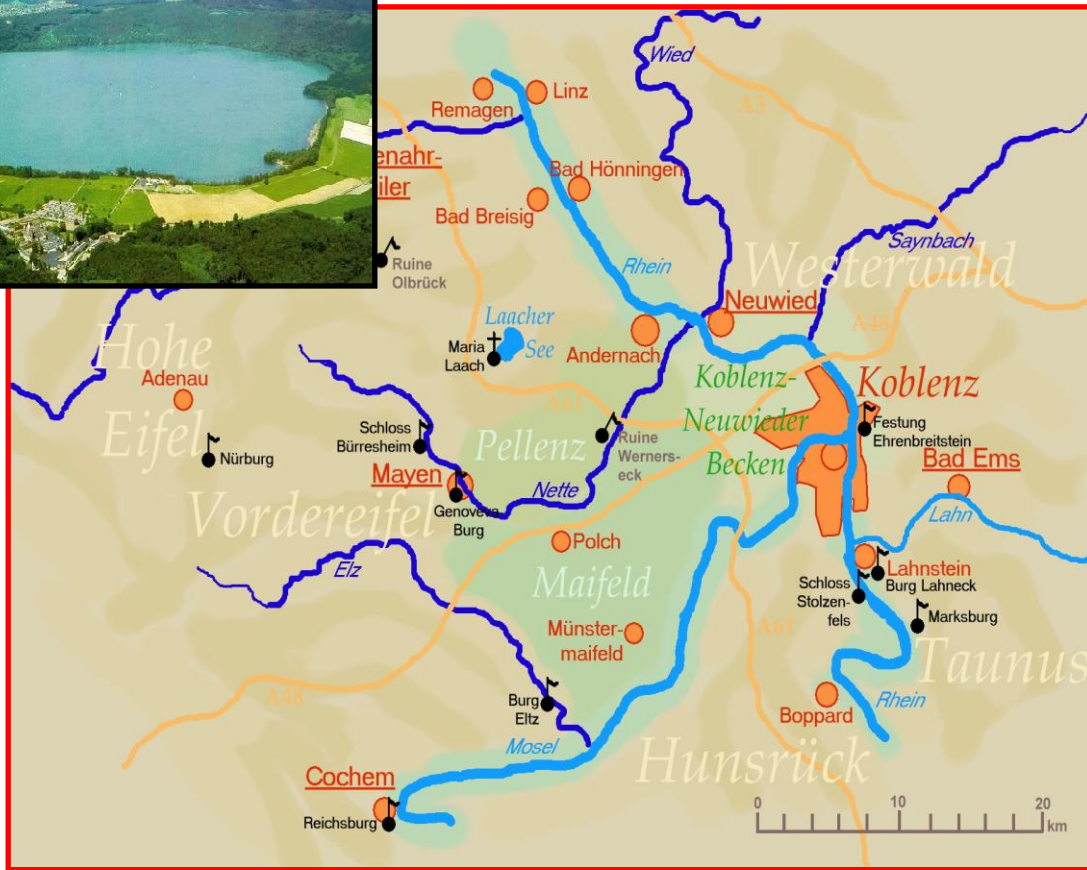 Wied
A3
Remagen
Linz
enahr-
iler
Bad Hönningen
Bad Breisig
Ruine
Olbrück
Rhein
Saynbach
Westerwald
Neuwied
Laacher
See
Maria
Laach
Andernach
A48
Hohe
Eifel
Adenau
Koblenz-
Neuwieder
Becken
Koblenz
Festung
Ehrenbreitstein
A61
Schloss
Bürresheim
Pellenz
Ruine
Werners-
eck
Nürburg
Mayen
Genoveva
Burg
Nette
Bad Ems
Lahn
Vordereifel
Polch
Elz
Maifeld
Lahnstein
Burg Lahneck
Schloss
Stolzen-
fels
Marksburg
Münster-
maifeld
A61
Taunus
A48
Burg
Eltz
Boppard
Rhein
Mosel
Hunsrück
Cochem
Reichsburg
0 10 20
km